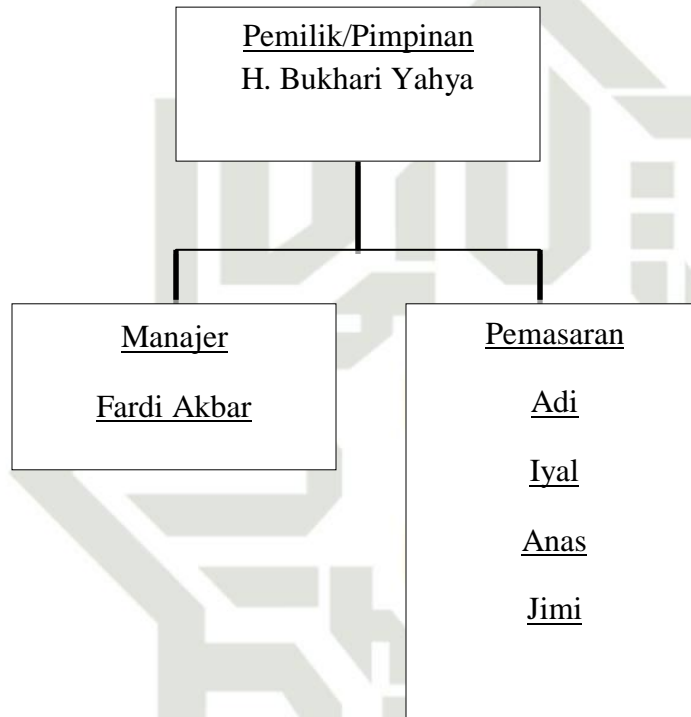 Pemilik/Pimpinan
H. Bukhari Yahya
Manajer
Fardi Akbar
Pemasaran
Adi
Iyal
Anas
Jimi